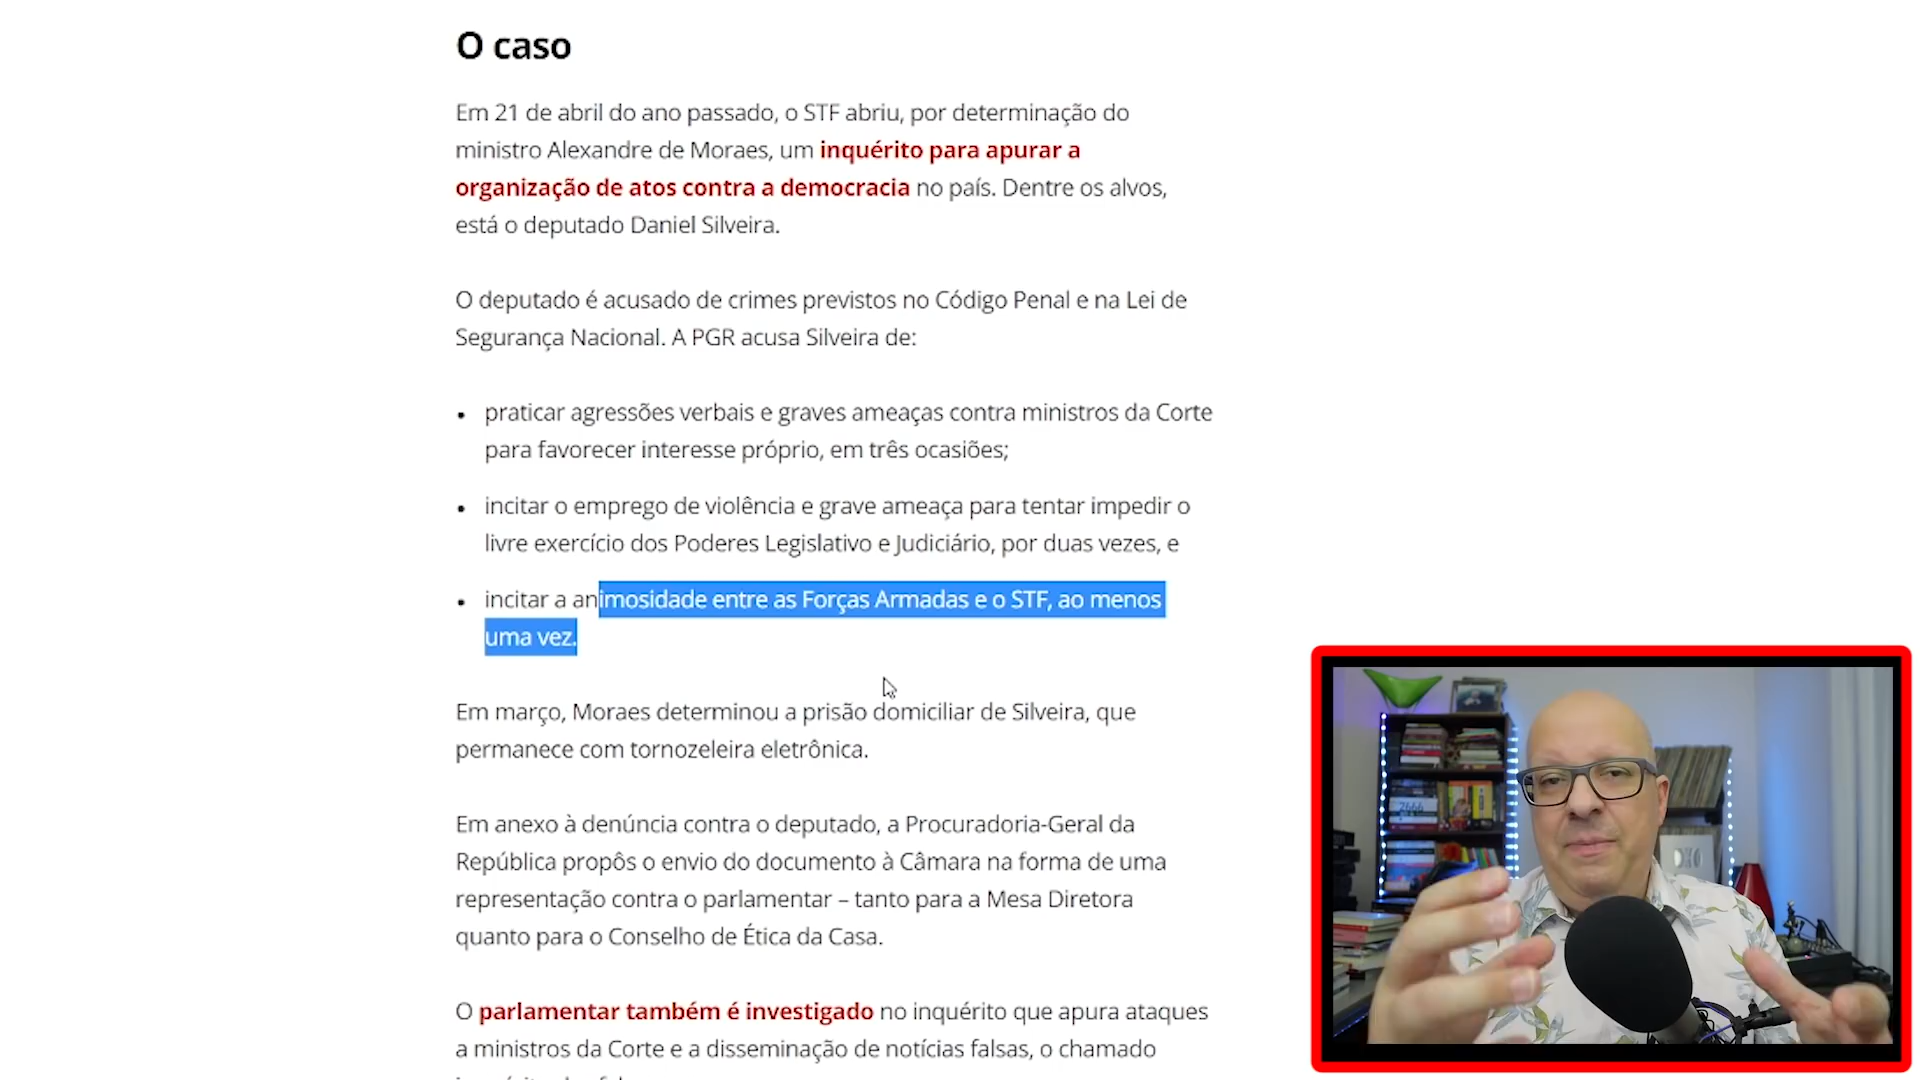 O caso
Em 21 de abril do ano passado, o STF abriu, por determinação do
ministro Alexandre de Moraes, um inquérito para apurar a
organização de atos contra a democracia no país. Dentre os alvos,
está o deputado Daniel Silveira.
O deputado é acusado de crimes previstos no Código Penal e na Lei de
Segurança Nacional. A PGR acusa Silveira de:
• praticar agressões verbais e graves ameaças contra ministros da Corte
para favorecer interesse próprio, em três ocasiões;
• incitar o emprego de violência e grave ameaça para tentar impedir o
livre exercício dos Poderes Legislativo e Judiciário, por duas vezes, e
• incitar a animosidade entre as Forças Armadas e o STF, ao menos
uma vez.
Em março, Moraes determinou a prisão domiciliar de Silveira, que
permanece com tornozeleira eletrônica.
Em anexo à denúncia contra o deputado, a Procuradoria-Geral da
República propôs o envio do documento à Câmara na forma de uma
representação contra o parlamentar – tanto para a Mesa Diretora
quanto para o Conselho de Ética da Casa.
O parlamentar também é investigado no inquérito que apura ataques
a ministros da Corte e a disseminação de notícias falsas, o chamado
2666